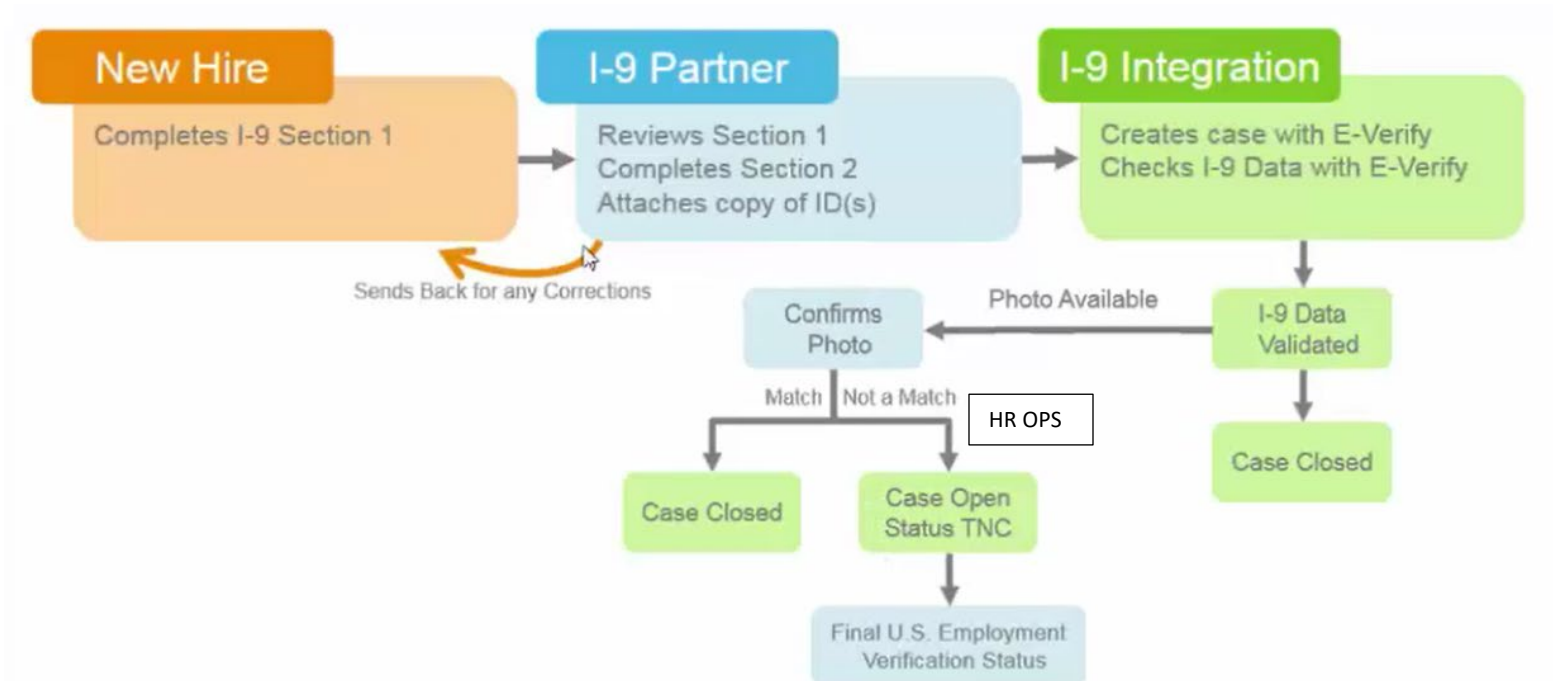 New Hire
Completes I-9 Section 1
I-9 Partner
Reviews Section 1
Completes Section 2
Attaches copy of ID(s)
I-9 Integration
Creates case with E-Verify
Checks I-9 Data with E-Verify
Sends Back for any Corrections
Confirms
Photo
Photo Available
I-9 Data
Validated
Match
Not a Match
HR OPS
Case Closed
Case Open
Status TNC
Case Closed
Final U.S. Employment
Verification Status